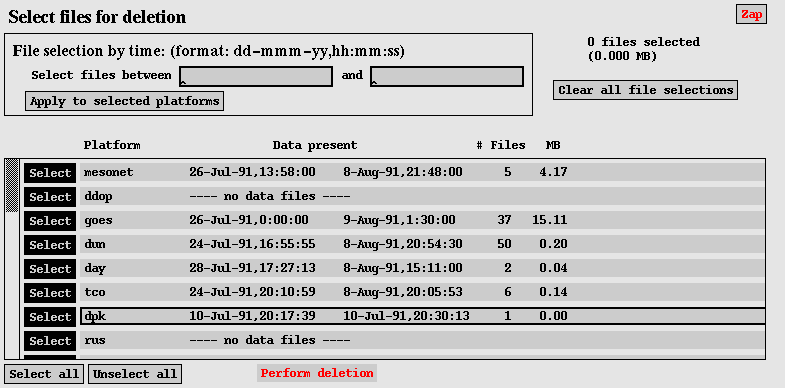 Select files for deletion
Zap
File selection by time: (format: dd-mmm-yy,hh:mm:ss)
0 files selected
(0.000 MB)
Select files between and
Clear all file selections
Apply to selected platforms
Platform Data present # Files MB
Select mesonet 26-Jul-91,13:58:00 8-Aug-91,21:48:00 5 4.17
Select ddop ---- no data files ----
Select goes 26-Jul-91,0:00:00 9-Aug-91,1:30:00 37 15.11
Select dun 24-Jul-91,16:55:55 8-Aug-91,20:54:30 50 0.20
Select day 28-Jul-91,17:27:13 8-Aug-91,15:11:00 2 0.04
Select tco 24-Jul-91,20:10:59 8-Aug-91,20:05:53 6 0.14
Select dpk 10-Jul-91,20:17:39 10-Jul-91,20:30:13 1 0.00
Select rus ---- no data files ----
Select all Unselect all Perform deletion